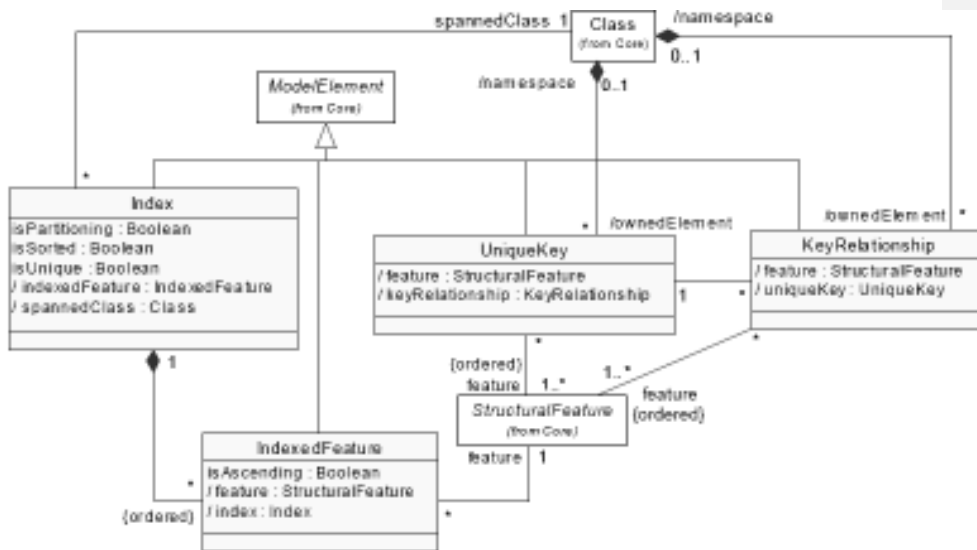 spannedClass 1
Class
(from Core)
/namespace
0..1
/namespace
0..1
ModelElement
(from Core)
*
Index
isPartitioning : Boolean
isSorted : Boolean
isUnique : Boolean
/ indexedFeature : IndexedFeature
/ spannedClass : Class
1
* /ownedElement
UniqueKey
/ feature : StructuralFeature
/ keyRelationship : KeyRelationship
/ownedElement *
KeyRelationship
/ feature : StructuralFeature
/ uniqueKey : UniqueKey
1
*
*
*
{ordered}
feature
1..*
1..*
feature
{ordered}
StructuralFeature
(from Core)
feature
1
IndexedFeature
isAscending : Boolean
/ feature : StructuralFeature
/ index : Index
*
{ordered}
*